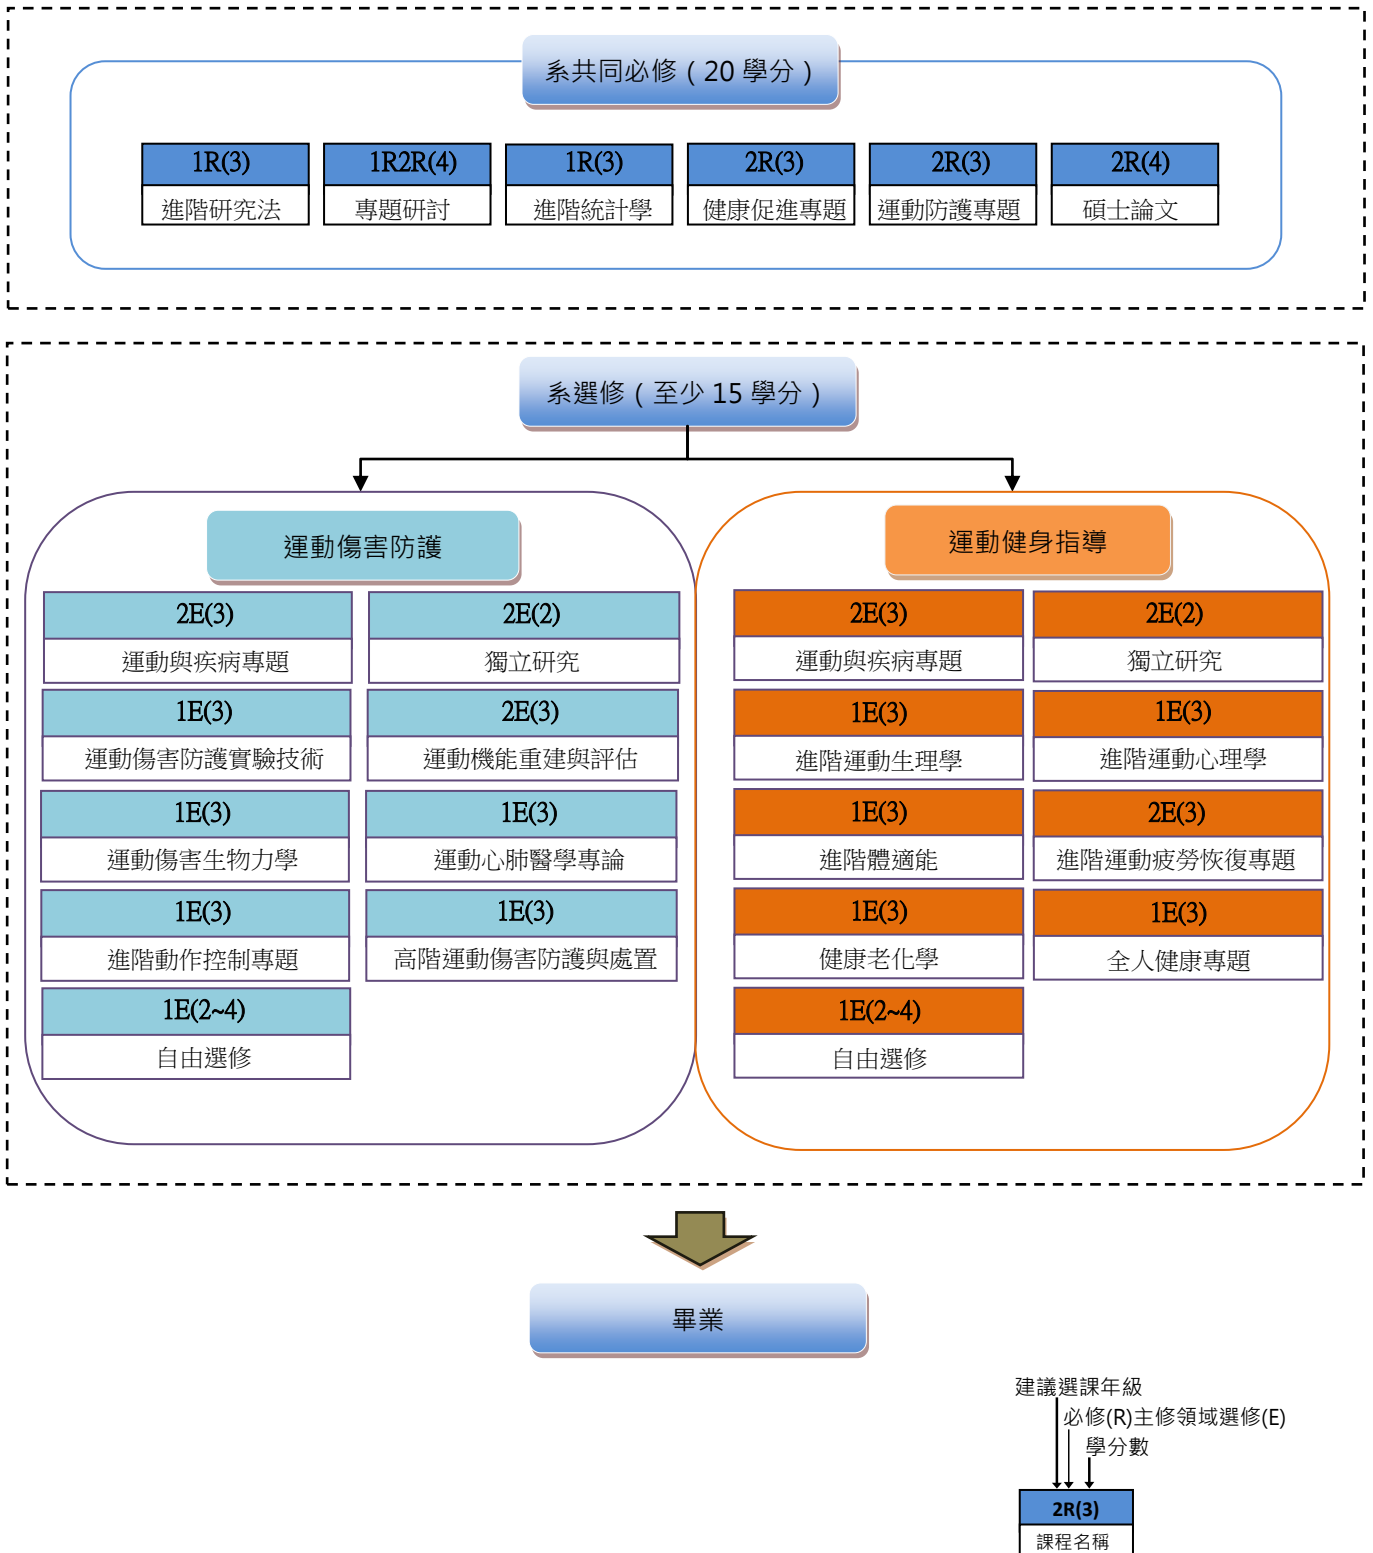 系共同必修（20 學分）
1R(3)
進階研究法
1R2R(4)
專題研討
1R(3)
進階統計學
2R(3)
健康促進專題
2R(3)
運動防護專題
2R(4)
碩士論文
系選修（至少 15 學分）
運動傷害防護
2E(3)
運動與疾病專題
2E(2)
獨立研究
1E(3)
運動傷害防護實驗技術
2E(3)
運動機能重建與評估
1E(3)
運動傷害生物力學
1E(3)
運動心肺醫學專論
1E(3)
進階動作控制專題
1E(3)
高階運動傷害防護與處置
1E(2~4)
自由選修
運動健身指導
2E(3)
運動與疾病專題
2E(2)
獨立研究
1E(3)
進階運動生理學
1E(3)
進階運動心理學
1E(3)
進階體適能
2E(3)
進階運動疲勞恢復專題
1E(3)
健康老化學
1E(3)
全人健康專題
1E(2~4)
自由選修
畢業
建議選課年級
必修(R)主修領域選修(E)
學分數
2R(3)
課程名稱